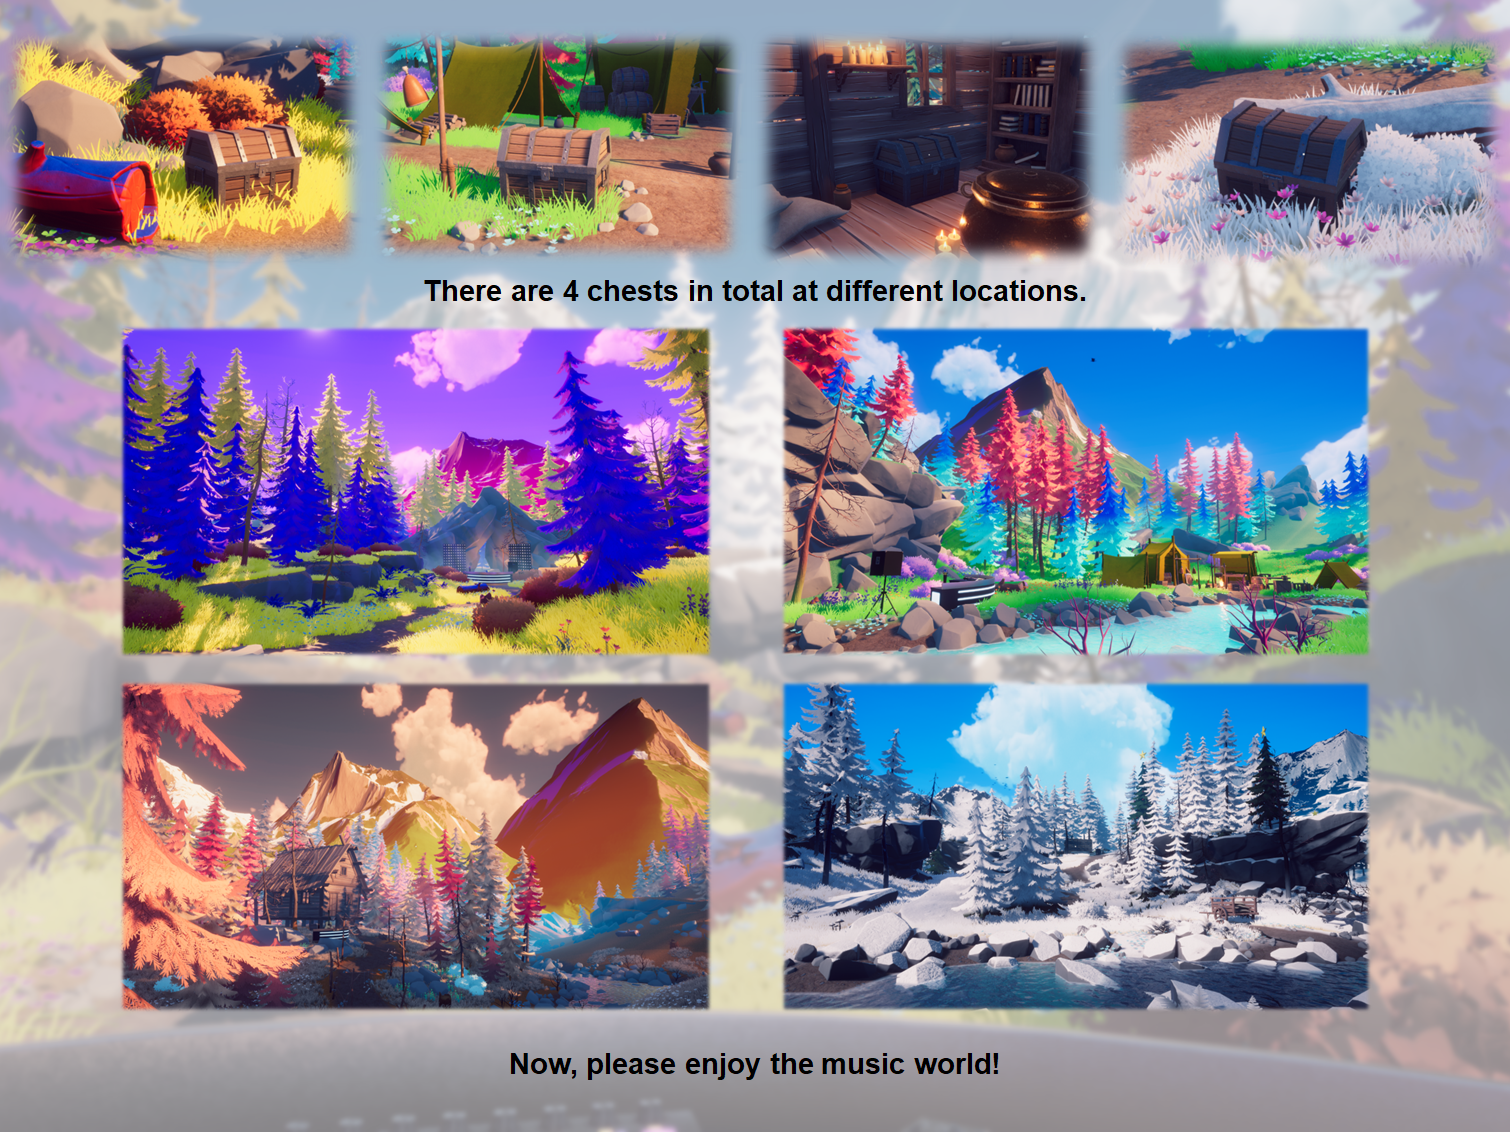 There are 4 chests in total at different locations.
Now, please enjoy the music world!